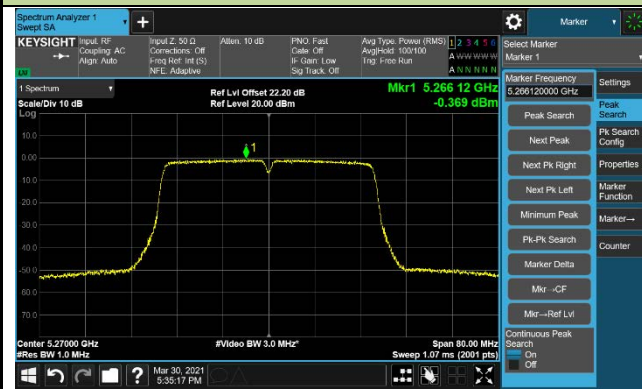 Spectrum Analyzer 1
Swept SA
Marker
KEYSIGHT
Input: RF
Coupling: AC
Align: Auto
Input Z: 50 Ω
Corrections: Off
Freq Ref: Int (S)
NFE: Adaptive
Atten: 10 dB
PNO: Fast
Gate: Off
IF Gain: Low
Sig Track: Off
Avg Type: Power (RMS)
Avg|Hold: 100/100
Trig: Free Run
1 2 3 4 5 6
A W W W W W
A N N N N N
LXI
Select Marker
Marker 1
1 Spectrum
Scale/Div 10 dB
Log
Ref Lvl Offset 22.20 dB
Ref Level 20.00 dBm
Mkr1 5.266 12 GHz
-0.369 dBm
1
10.0
0.00
10.0
20.0
30.0
40.0
50.0
60.0
70.0
Center 5.27000 GHz
#Res BW 1.0 MHz
#Video BW 3.0 MHz*
Span 80.00 MHz
Sweep 1.07 ms (2001 pts)
Marker Frequency
5.266120000 GHz
Peak Search
Next Peak
Next Pk Right
Next Pk Left
Minimum Peak
Pk-Pk Search
Marker Delta
Mkr→CF
Mkr→Ref Lvl
Continuous Peak
Search
On
Off
Settings
Peak
Search
Pk Search
Config
Properties
Marker
Function
Marker→
Counter
?
Mar 30, 2021
5:35:17 PM